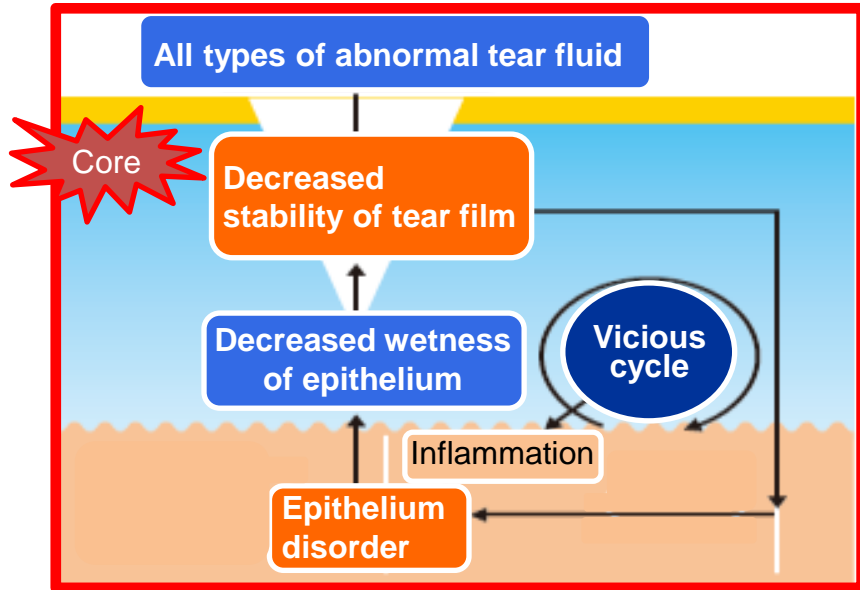 All types of abnormal tear fluid
Core
Decreased
stability of tear film
Decreased wetness
of epithelium
Vicious
cycle
Inflammation
Epithelium
disorder